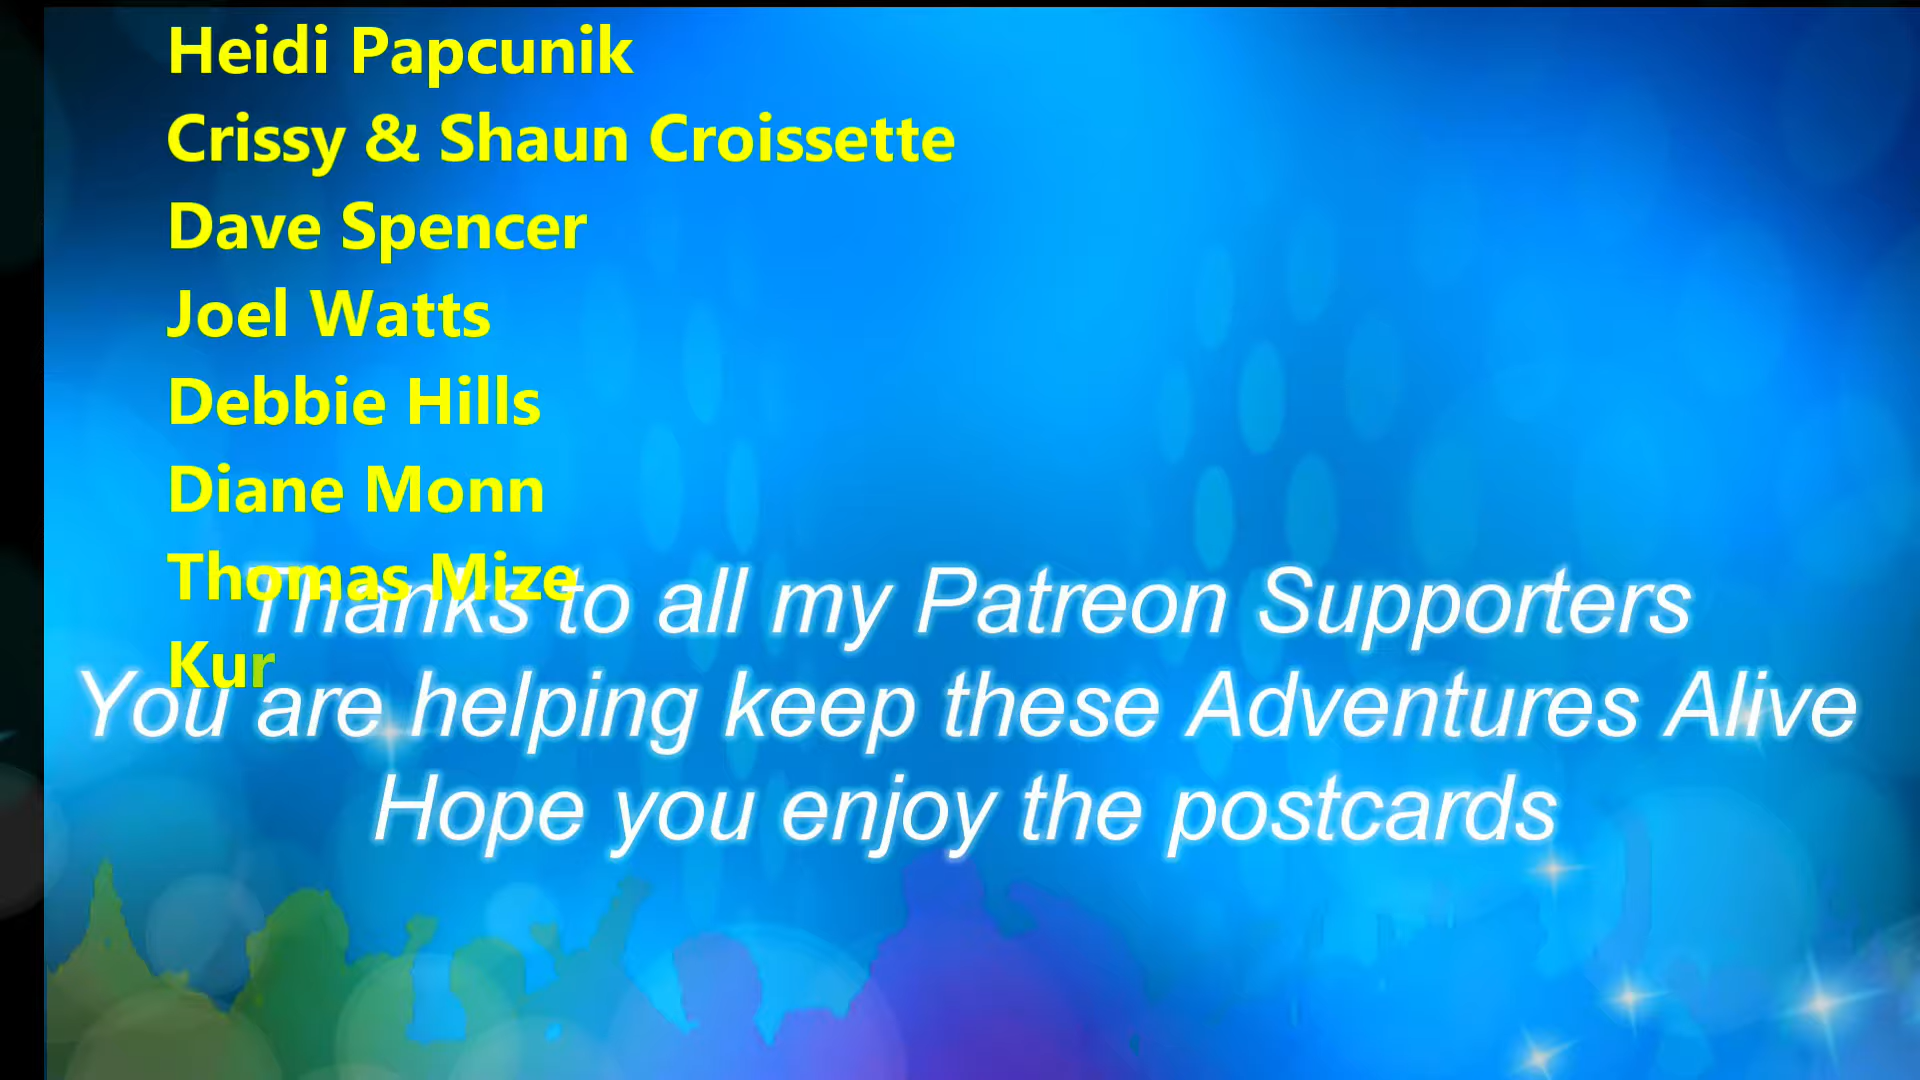 Heidi Papcunik
Crissy & Shaun Croissette
Dave Spencer
Joel Watts
Debbie Hills
Diane Monn
Thomas Mize
Thanks to all my Patreon Supporters
Kur
You are helping keep these Adventures Alive
Hope you enjoy the postcards